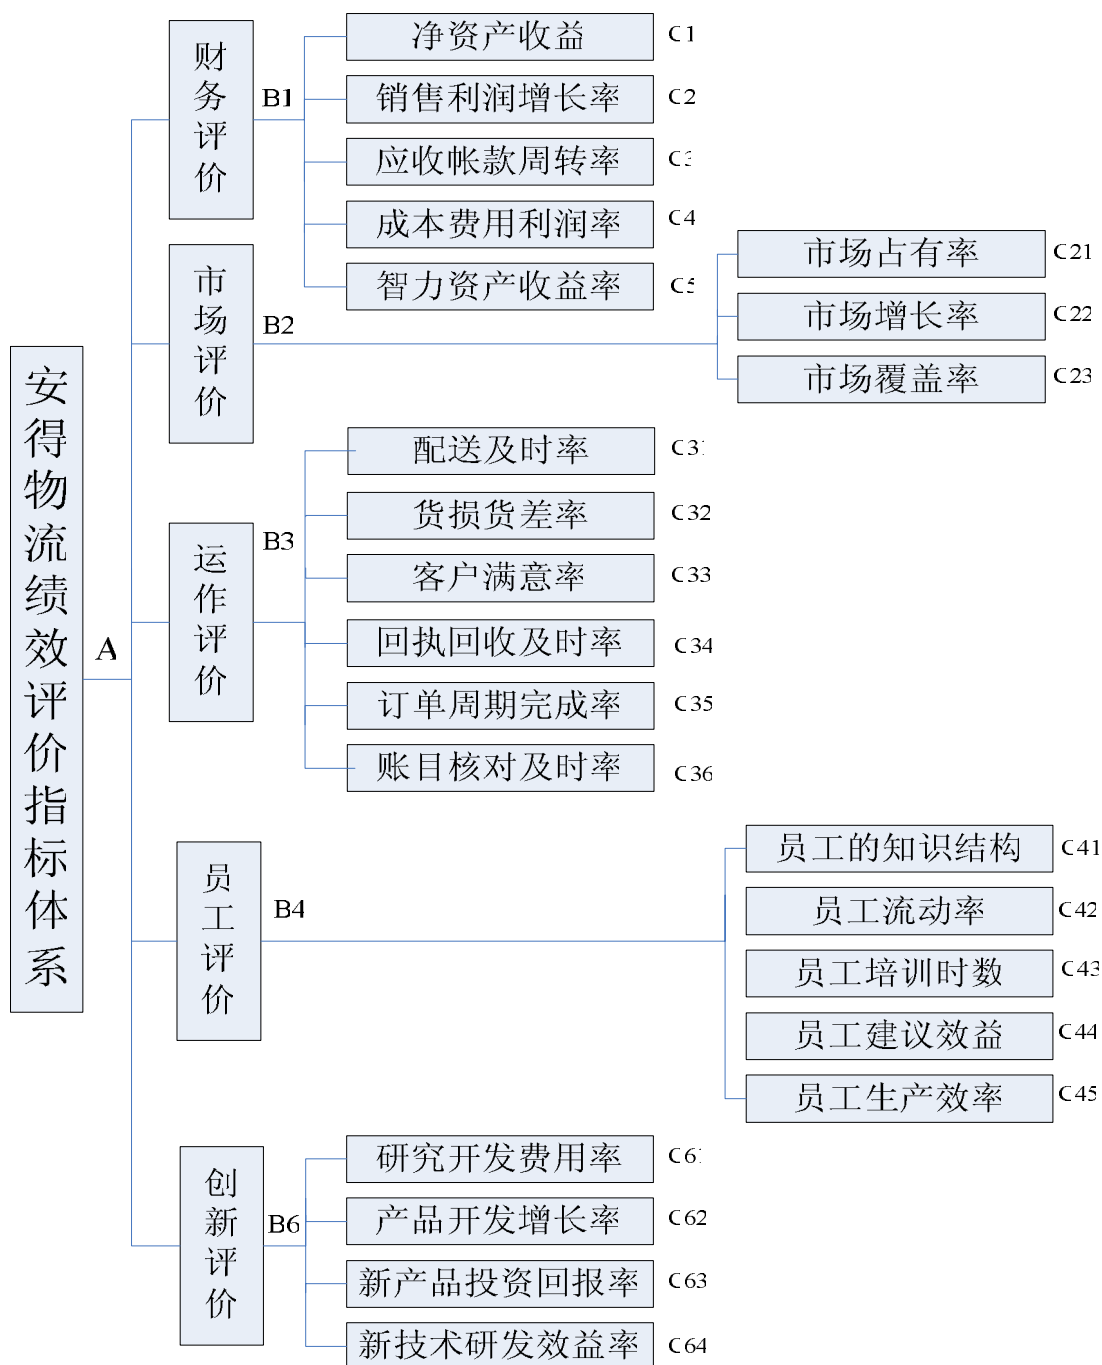 安得物流绩效评价指标体系
A
财务评价
B1
净资产收益
C1
销售利润增长率
C2
应收帐款周转率
C3
成本费用利润率
C4
智力资产收益率
C5
市场评价
B2
市场占有率
C21
市场增长率
C22
市场覆盖率
C23
运作评价
B3
配送及时率
C31
货损货差率
C32
客户满意率
C33
回执回收及时率
C34
订单周期完成率
C35
账目核对及时率
C36
员工评价
B4
员工的知识结构
C41
员工流动率
C42
员工培训时数
C43
员工建议效益
C44
员工生产效率
C45
创新评价
B6
研究开发费用率
C61
产品开发增长率
C62
新产品投资回报率
C63
新技术研发效益率
C64